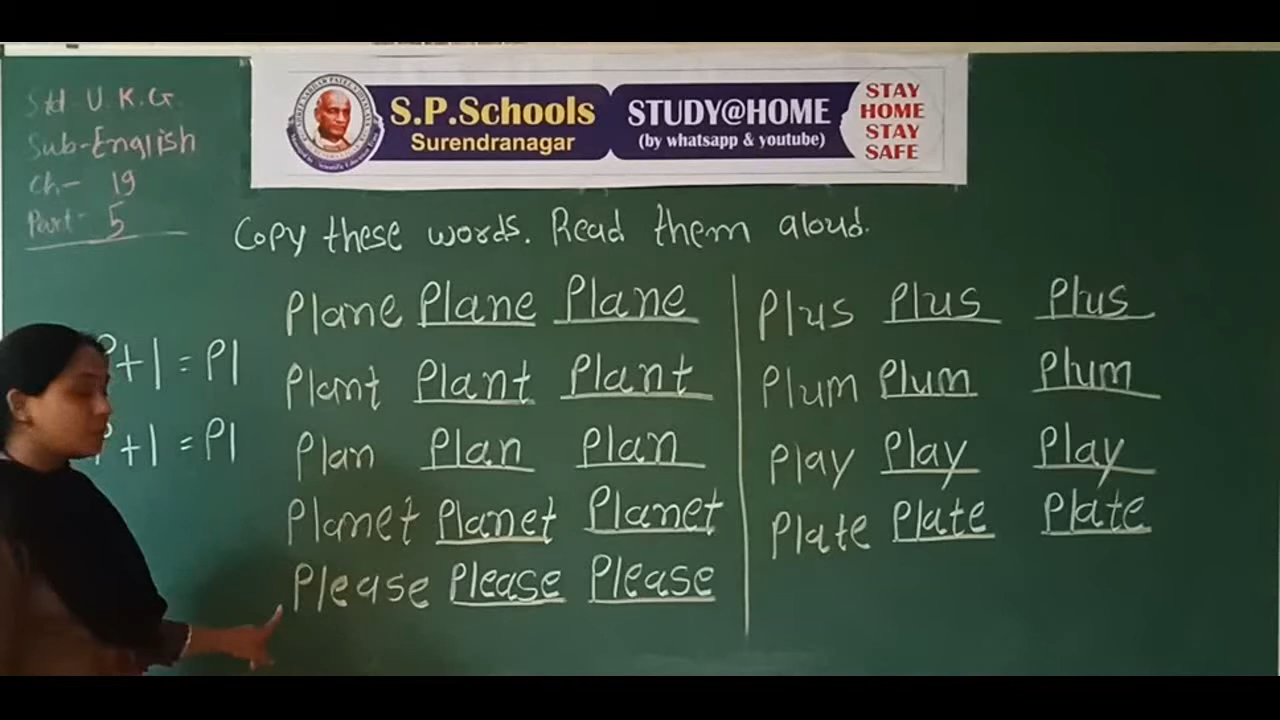 Std U.K.G.
Sub-English
Ch- 19
Part- 5
S.P.Schools
Surendranagar
STUDY@HOME
(by whatsapp & youtube)
STAY
HOME
STAY
SAFE
Copy these words. Read them aloud.
P+l = Pl
P+l = Pl
Plane Plane Plane
Plant Plant Plant
Plan Plan Plan
Planet Planet Planet
Please Please Please
Plus Plus Plus
Plum Plum Plum
Play Play Play
Plate Plate Plate